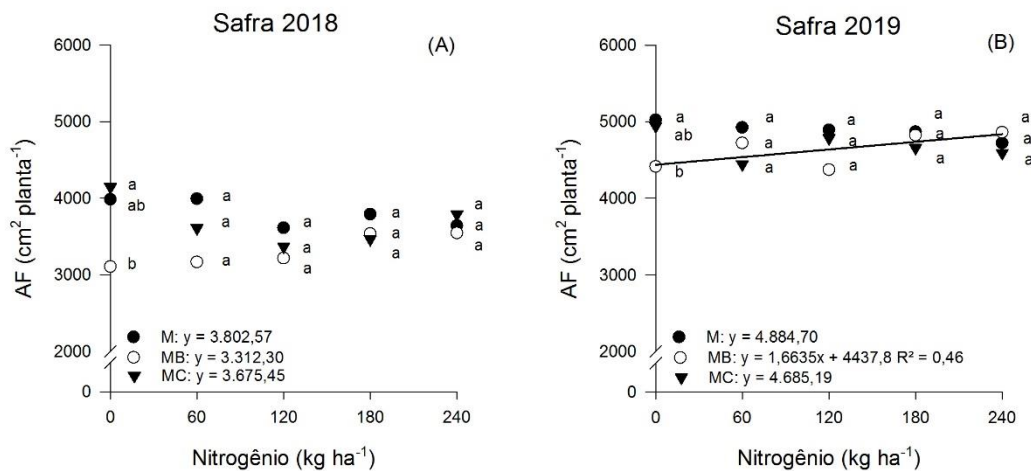 Safra 2018
(A)
6000
5000
4000
3000
2000
0
AF (cm² planta⁻¹)
a
ab
b
a
a
a
a
a
a
a
a
a
a
a
a
M: y = 3.802,57
MB: y = 3.312,30
MC: y = 3.675,45
0 60 120 180 240
Nitrogênio (kg ha⁻¹)
Safra 2019
(B)
6000
5000
4000
3000
2000
0
AF (cm² planta⁻¹)
a
ab
b
a
a
a
a
a
a
a
a
a
a
a
a
M: y = 4.884,70
MB: y = 1,6635x + 4437,8 R² = 0,46
MC: y = 4.685,19
0 60 120 180 240
Nitrogênio (kg ha⁻¹)